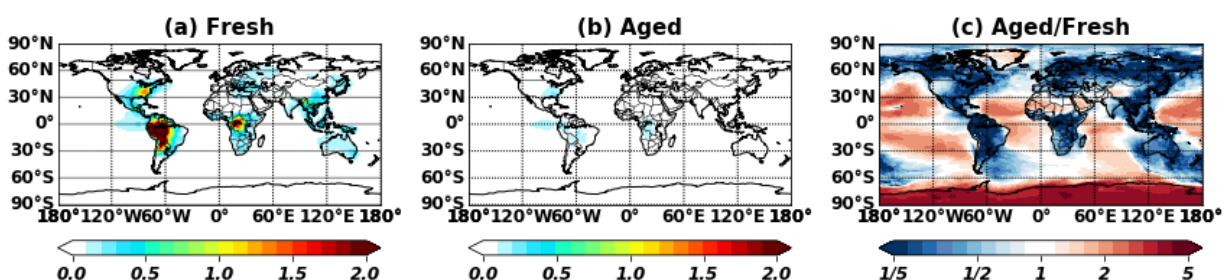 (a) Fresh (b) Aged (c) Aged/Fresh
90°N 90°N 90°N
60°N 60°N 60°N
30°N 30°N 30°N
0° 0° 0°
30°S 30°S 30°S
60°S 60°S 60°S
90°S 90°S 90°S
180°120°W60°W 0° 60°E 120°E 180° 180°120°W60°W 0° 60°E 120°E 180° 180°120°W60°W 0° 60°E 120°E 180°
0.0 0.5 1.0 1.5 2.0 0.0 0.5 1.0 1.5 2.0 1/5 1/2 1 2 5